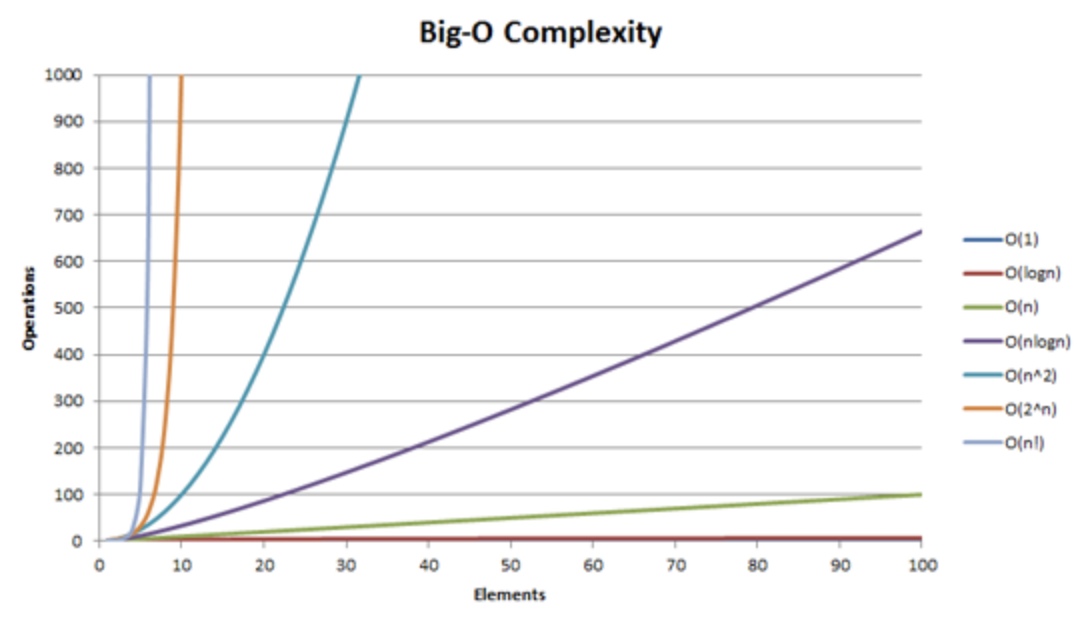 Big-O Complexity
1000
900
800
700
600
500
400
300
200
100
0
Operations
0 10 20 30 40 50 60 70 80 90 100
Elements
O(1)
O(logn)
O(n)
O(nlogn)
O(n^2)
O(2^n)
O(n!)